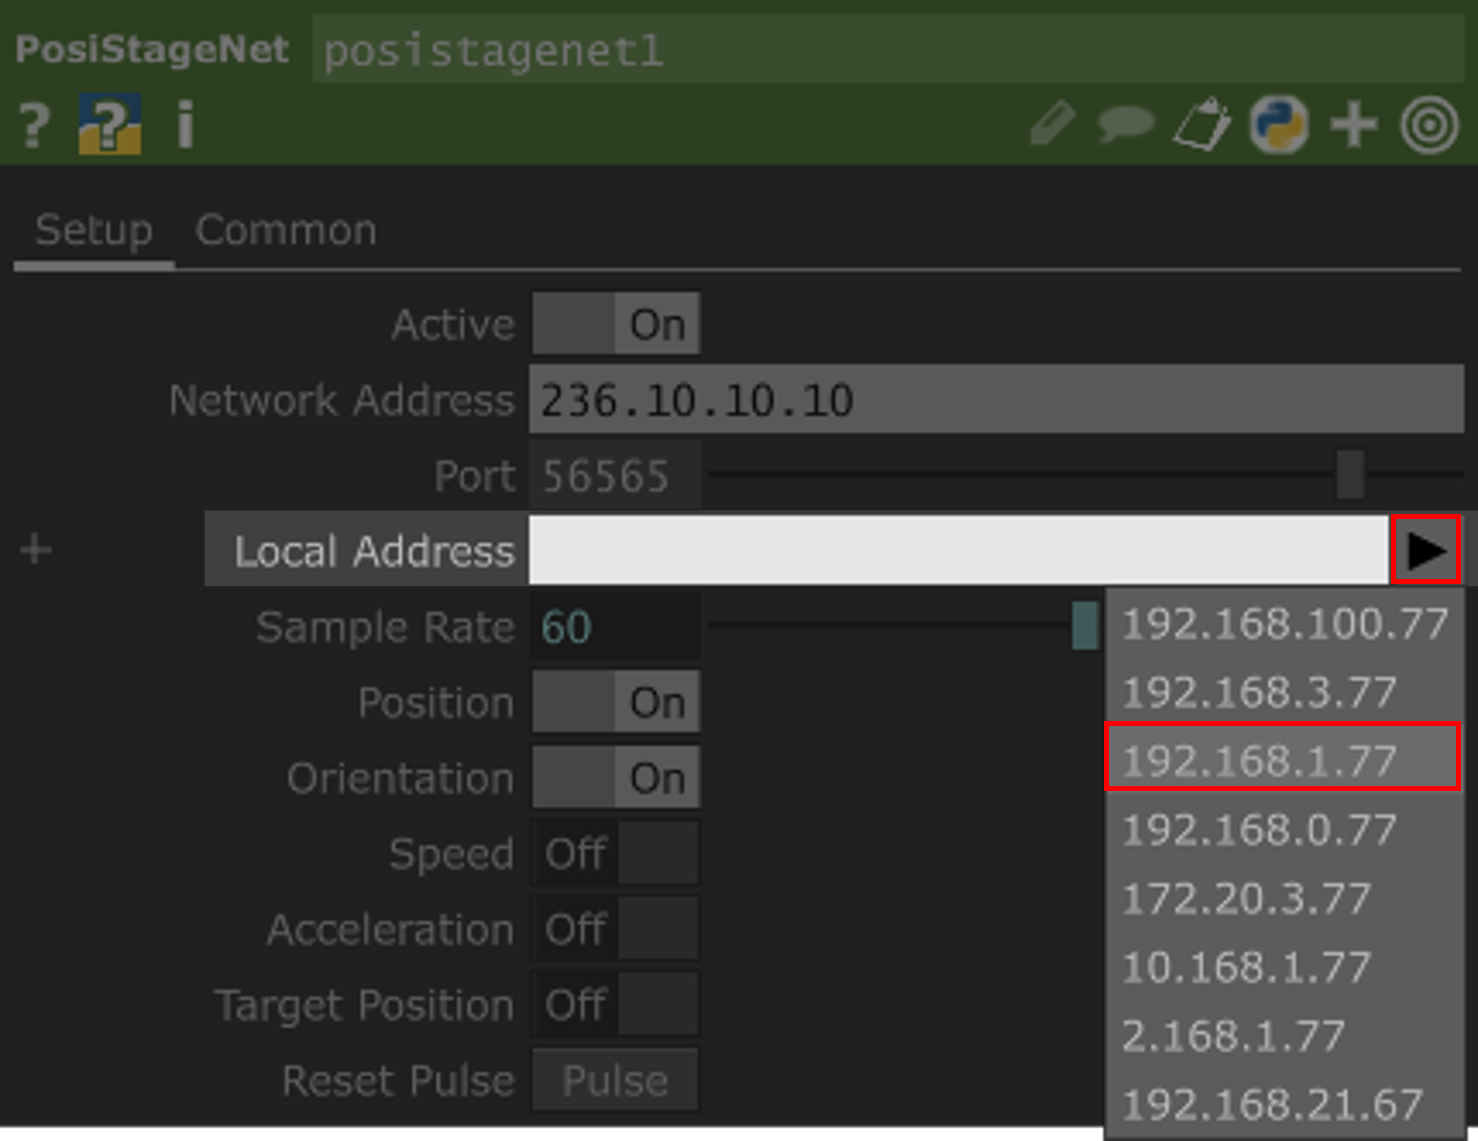 PosiStageNet posistagenet1
? ? i
Setup Common
Active On
Network Address 236.10.10.10
Port 56565
Local Address
Sample Rate 60
192.168.100.77
Position On
192.168.3.77
192.168.1.77
Orientation On
192.168.0.77
Speed Off
172.20.3.77
Acceleration Off
10.168.1.77
Target Position Off
2.168.1.77
Reset Pulse Pulse
192.168.21.67